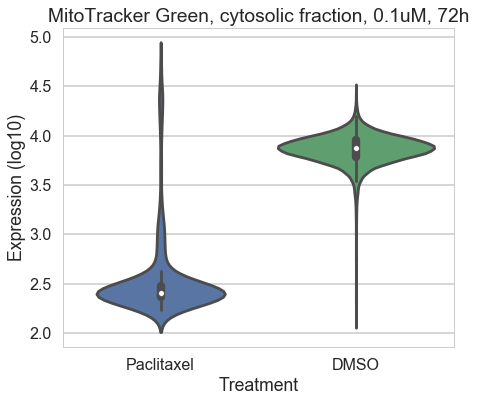 MitoTracker Green, cytosolic fraction, 0.1uM, 72h
5.0
4.5
4.0
3.5
3.0
2.5
2.0
Expression (log10)
Paclitaxel
DMSO
Treatment